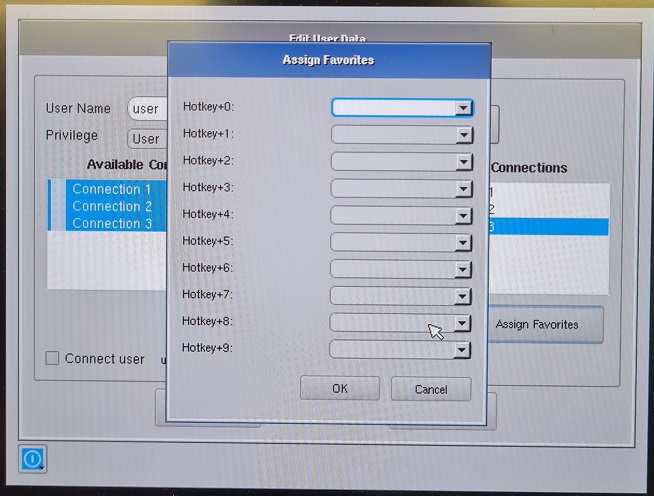 Edit User Data
Assign Favorites
User Name
user
Privilege
User
Available Co
Connections
Connection 1
Connection 2
Connection 3
1
2
3
Hotkey+0:
Hotkey+1:
Hotkey+2:
Hotkey+3:
Hotkey+4:
Hotkey+5:
Hotkey+6:
Hotkey+7:
Hotkey+8:
Hotkey+9:
Assign Favorites
Connect user
u
OK
Cancel